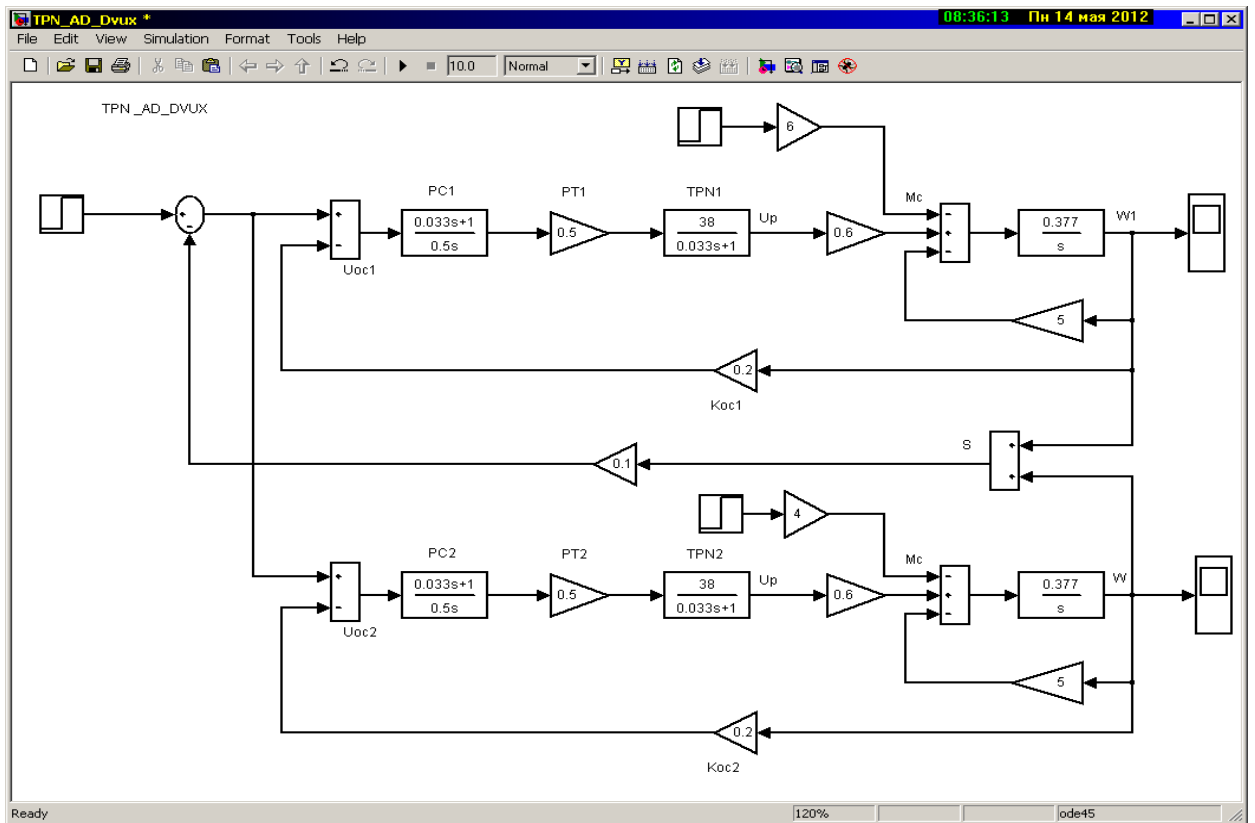 TPN_AD_Dvux *
08:36:13 Пн 14 мая 2012
File Edit View Simulation Format Tools Help
10.0 Normal
TPN _AD_DVUX
6
PC1 PT1 TPN1 Up Mc W1
+ -
+ -
0.033s+1
0.5s
0.5
38
0.033s+1
0.6
- + -
0.377
s
Uoc1
5
0.2
Koc1
S
+ +
0.1
4
PC2 PT2 TPN2 Up Mc W
+ -
0.033s+1
0.5s
0.5
38
0.033s+1
0.6
- + -
0.377
s
Uoc2
5
0.2
Koc2
Ready 120% ode45